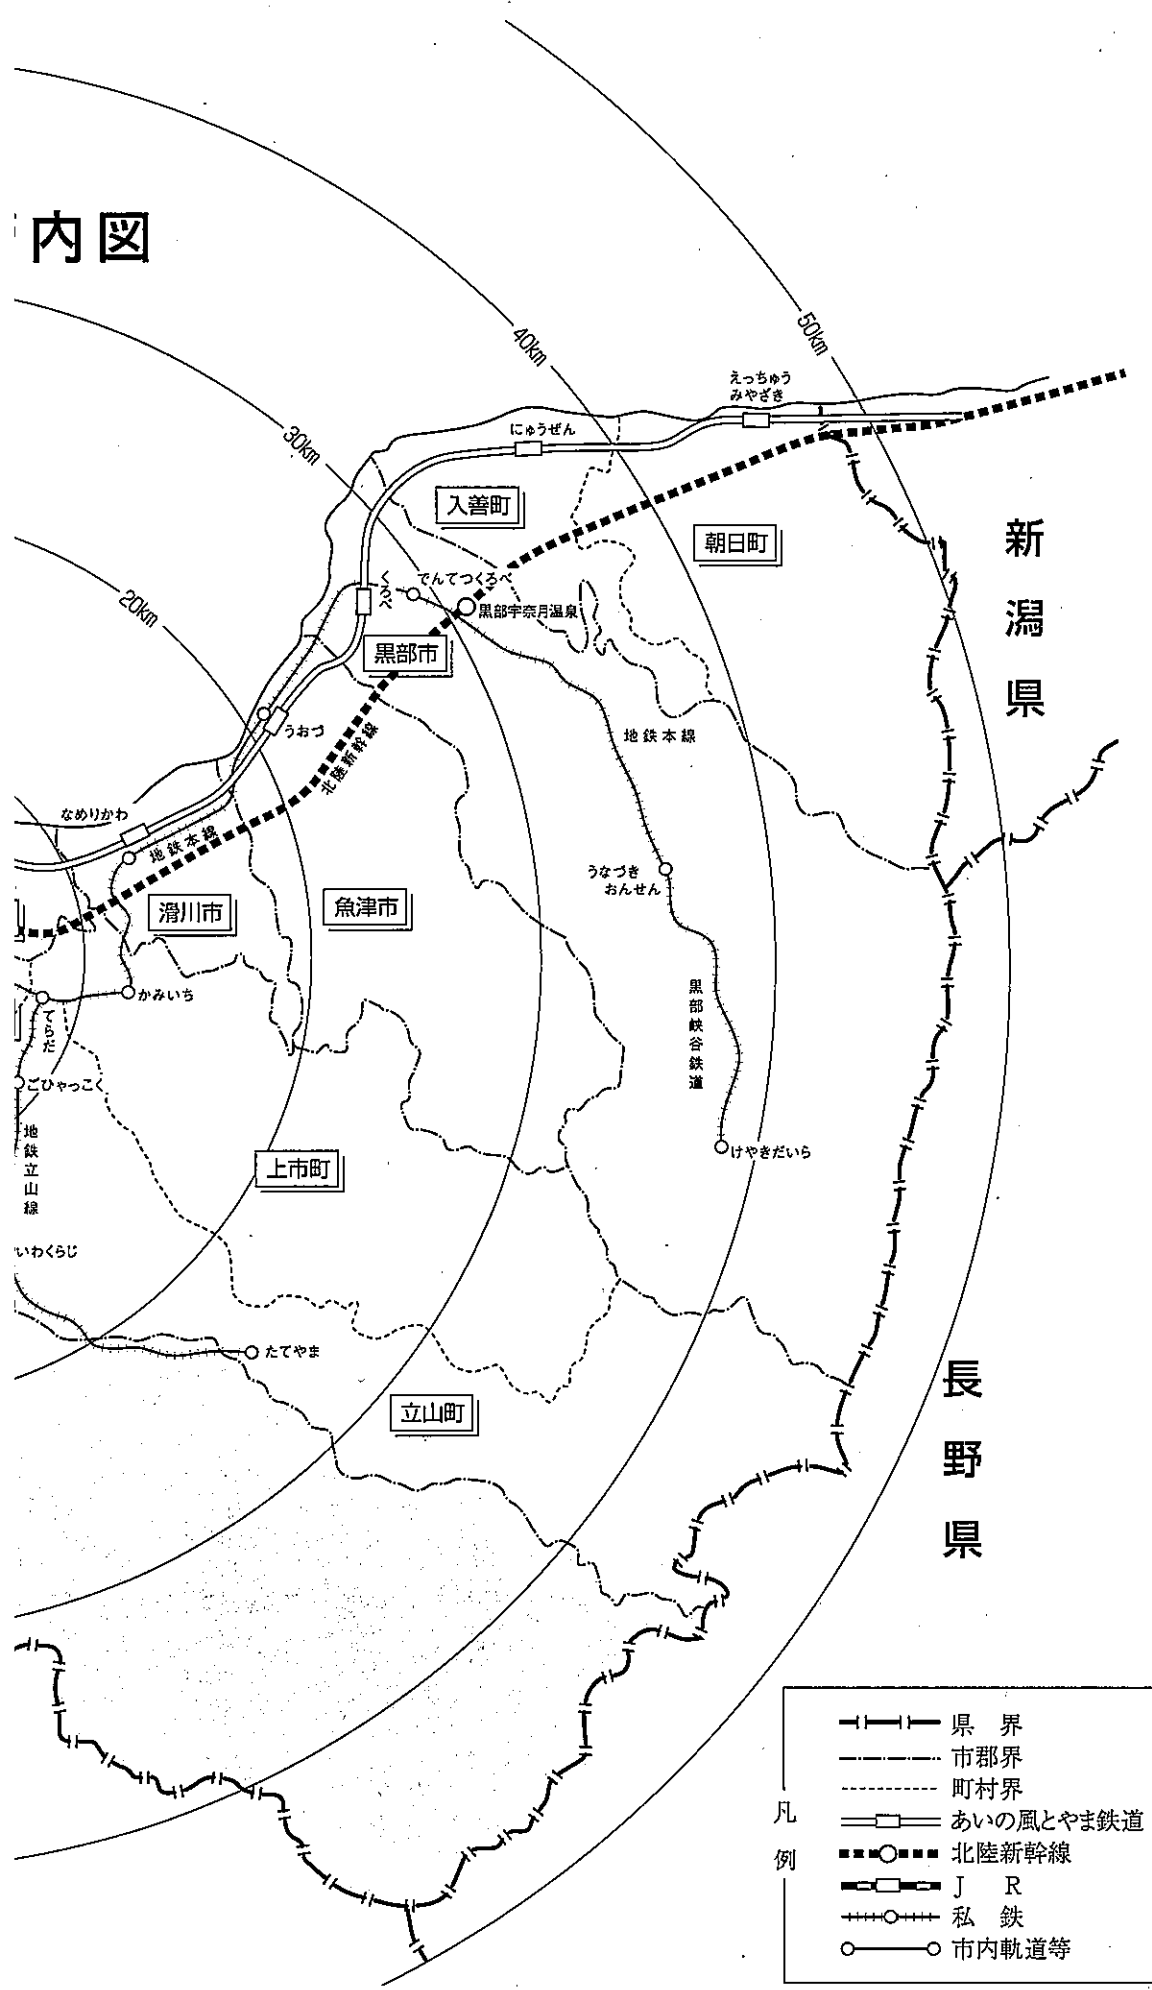 内図
50km
40km
30km
20km
えっちゅう
みやざき
にゅうぜん
入善町
朝日町
新潟県
くろべ
でんてつくろべ
黒部宇奈月温泉
黒部市
うおづ
北陸新幹線
地鉄本線
なめりかわ
地鉄本線
うなづき
おんせん
滑川市
魚津市
かみいち
てらだ
黒部峡谷鉄道
ごひゃっこく
地鉄立山線
けやきだいら
上市町
いわくらじ
たてやま
立山町
長野県
凡例
県界
市郡界
町村界
あいの風とやま鉄道
北陸新幹線
JR
私鉄
市内軌道等